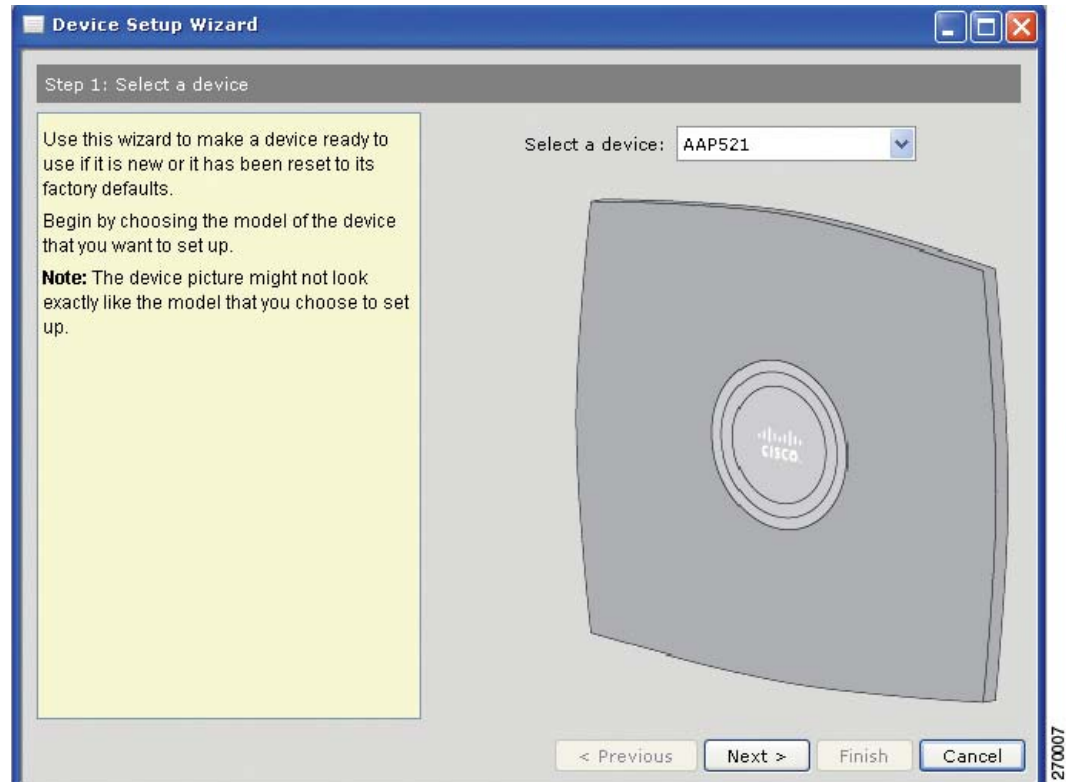 Device Setup Wizard
Step 1: Select a device
Use this wizard to make a device ready to
use if it is new or it has been reset to its
factory defaults.
Begin by choosing the model of the device
that you want to set up.
Note: The device picture might not look
exactly like the model that you choose to set
up.
Select a device: AAP521
CISCO
< Previous
Next >
Finish
Cancel
270007